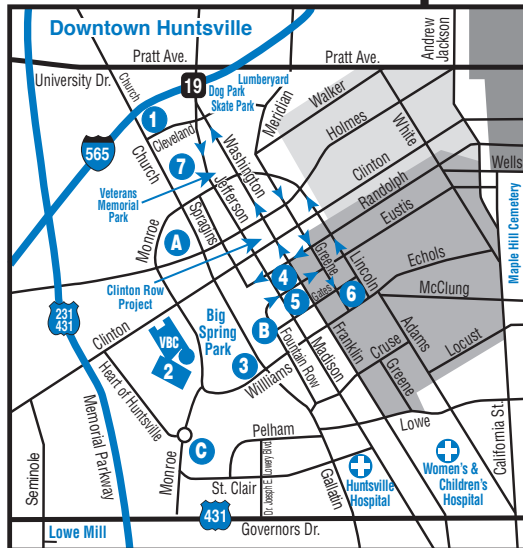 Downtown Huntsville
Pratt Ave.
Pratt Ave.
Andrew
Jackson
University Dr.
Church
19
Lumberyard
Dog Park
Skate Park
Meridian
Walker
Holmes
White
1
Cleveland
565
Church
Washington
Clinton
Wells
7
Randolph
Veterans
Memorial
Park
Jefferson
Eustis
Spragins
Monroe
A
Maple Hill Cemetery
Greene
Lincoln
Echols
Clinton Row
Project
4
McClung
231
431
Gates
5
6
Clinton
Big
Spring
Park
B
VBC
2
3
Williams
Fountain Row
Madison
Franklin
Cruse
Adams
Locust
Greene
Heart of Huntsville
Memorial Parkway
Lowe
California St.
Pelham
C
Seminole
Monroe
St. Clair
Dr. Joseph E. Lowery Blvd.
Gallatin
Huntsville
Hospital
Women's &
Children's
Hospital
431
Lowe Mill
Governors Dr.